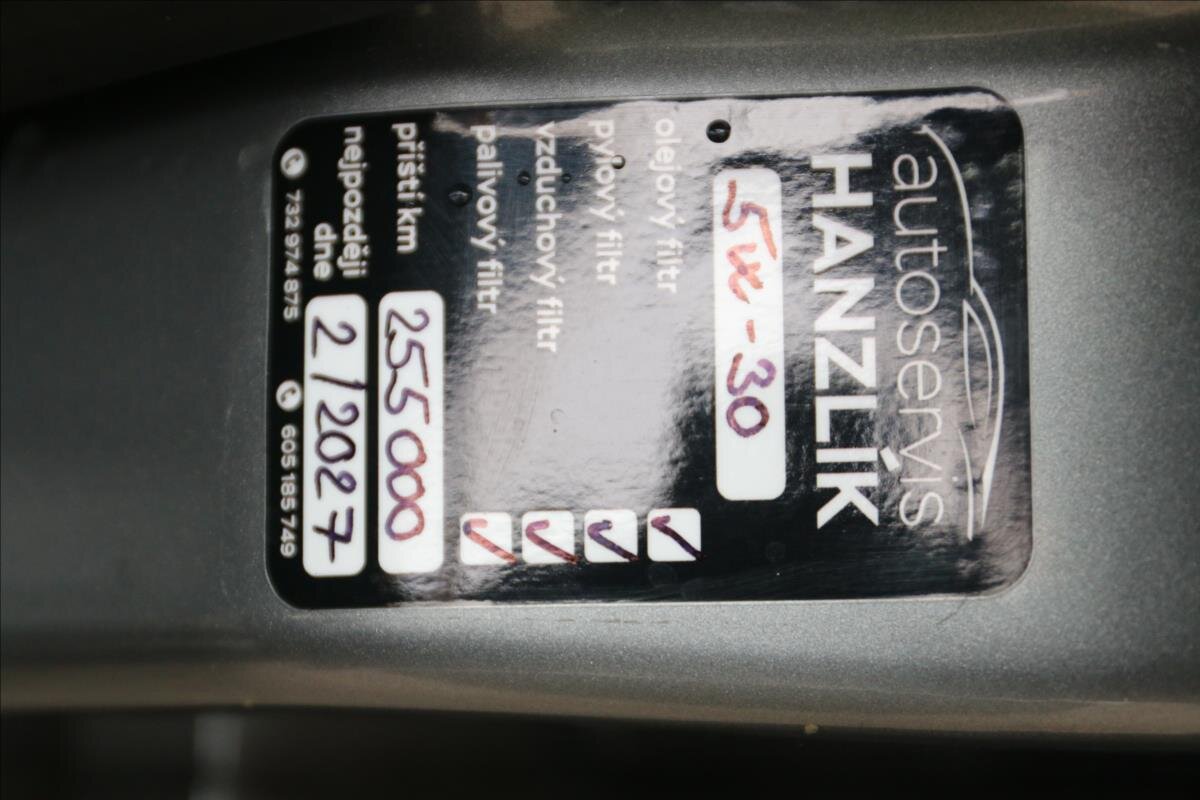 autoservis
HANZLÍK
5W-30
olejový filtr ✓
pylový filtr ✓
vzduchový filtr ✓
palivový filtr ✓
příští km 255 000
nejpozději
dne 2/2027
732 974 875 605 185 749